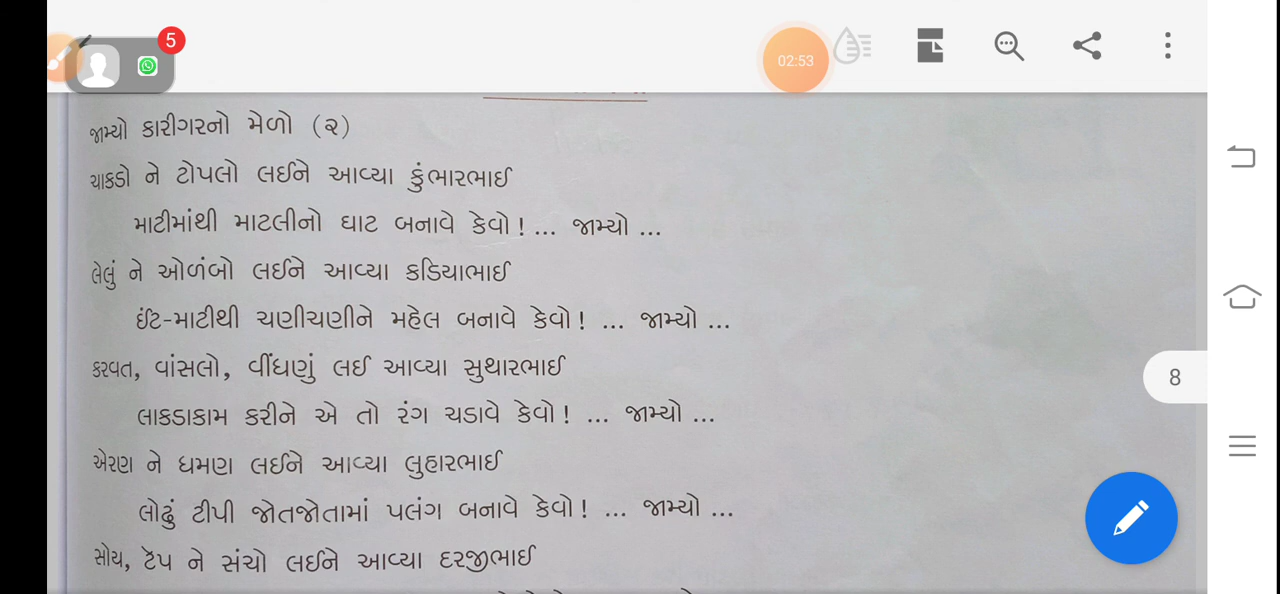 5
02:53
જામ્યો કારીગરનો મેળો (૨)
ચાકડો ને ટોપલો લઈને આવ્યા કુંભારભાઈ
માટીમાંથી માટલીનો ઘાટ બનાવે કેવો! ... જામ્યો ...
લેલું ને ઓળંબો લઈને આવ્યા કડિયાભાઈ
ઈંટ-માટીથી ચણીચણીને મહેલ બનાવે કેવો! ... જામ્યો ...
8
કરવત, વાંસલો, વીંધણું લઈ આવ્યા સુથારભાઈ
લાકડાકામ કરીને એ તો રંગ ચડાવે કેવો! ... જામ્યો ...
એરણ ને ધમણ લઈને આવ્યા લુહારભાઈ
લોઢું ટીપી જોતજોતામાં પલંગ બનાવે કેવો! ... જામ્યો ...
સોય, ટેપ ને સંચો લઈને આવ્યા દરજીભાઈ